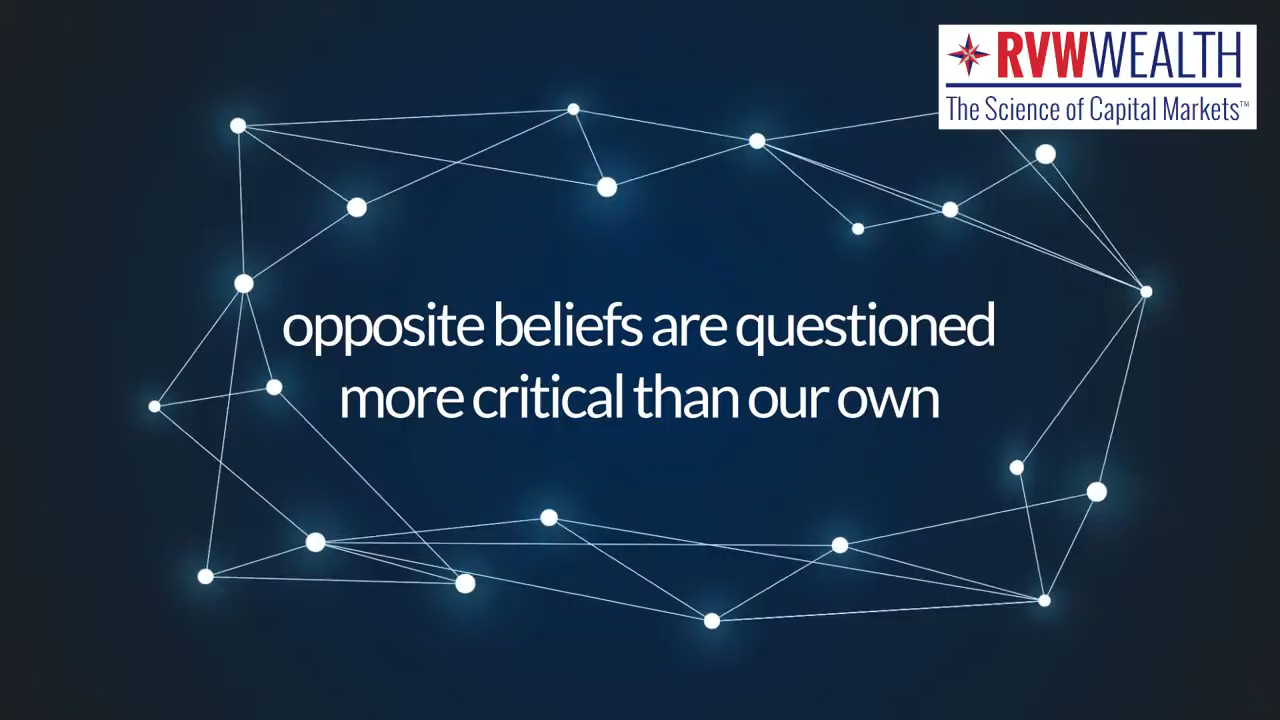 RVWWEALTH
The Science of Capital Markets™
opposite beliefs are questioned
more critical than our own